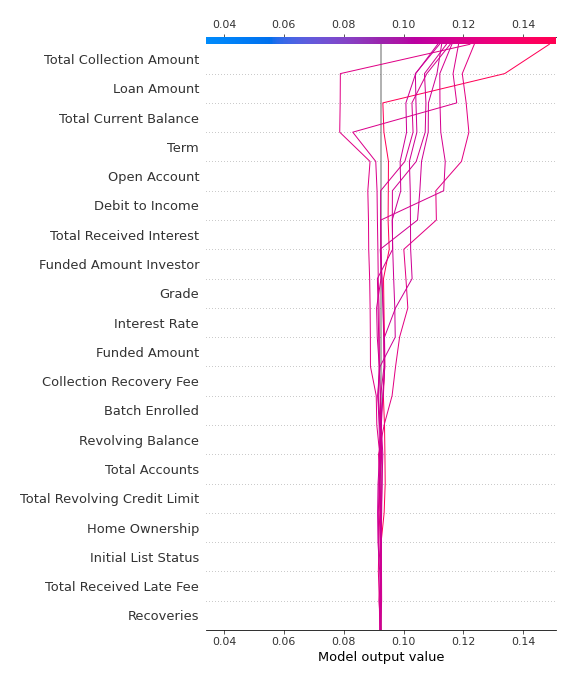 0.04 0.06 0.08 0.10 0.12 0.14
Total Collection Amount
Loan Amount
Total Current Balance
Term
Open Account
Debit to Income
Total Received Interest
Funded Amount Investor
Grade
Interest Rate
Funded Amount
Collection Recovery Fee
Batch Enrolled
Revolving Balance
Total Accounts
Total Revolving Credit Limit
Home Ownership
Initial List Status
Total Received Late Fee
Recoveries
0.04 0.06 0.08 0.10 0.12 0.14
Model output value